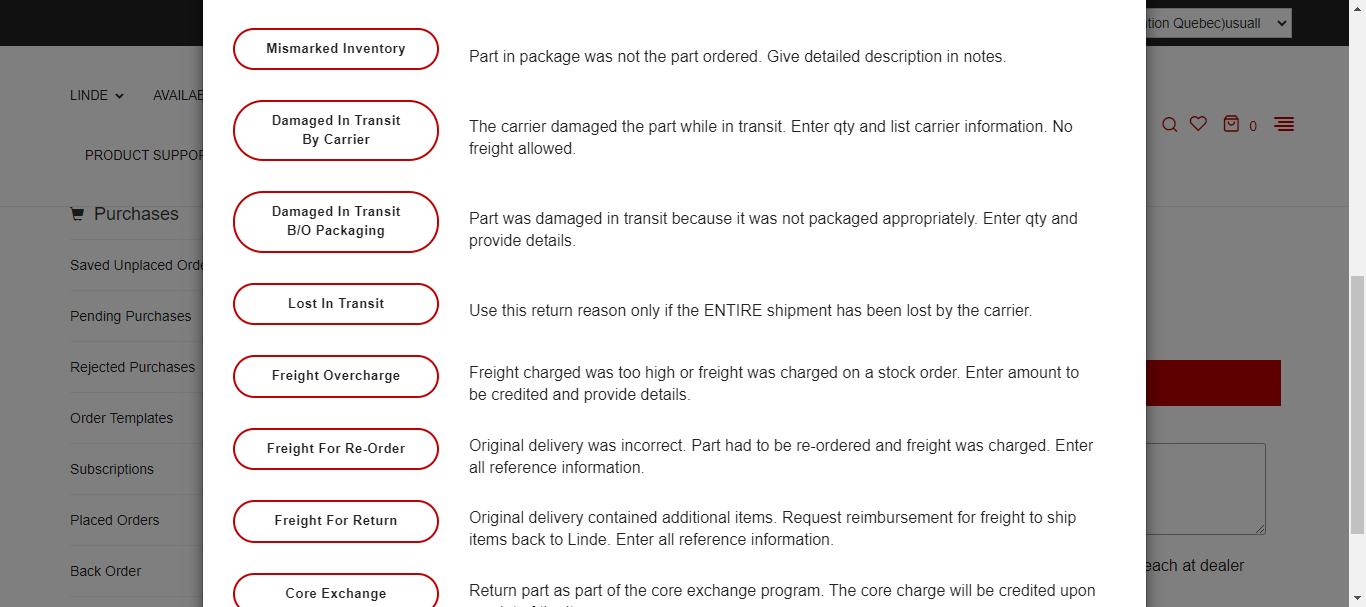 tion Quebec)usuall
LINDE
AVAILAB
PRODUCT SUPPOR
0
Purchases
Saved Unplaced Orde
Pending Purchases
Rejected Purchases
Order Templates
Subscriptions
Placed Orders
Back Order
Mismarked Inventory
Part in package was not the part ordered. Give detailed description in notes.
Damaged In Transit
By Carrier
The carrier damaged the part while in transit. Enter qty and list carrier information. No
freight allowed.
Damaged In Transit
B/O Packaging
Part was damaged in transit because it was not packaged appropriately. Enter qty and
provide details.
Lost In Transit
Use this return reason only if the ENTIRE shipment has been lost by the carrier.
Freight Overcharge
Freight charged was too high or freight was charged on a stock order. Enter amount to
be credited and provide details.
Freight For Re-Order
Original delivery was incorrect. Part had to be re-ordered and freight was charged. Enter
all reference information.
Freight For Return
Original delivery contained additional items. Request reimbursement for freight to ship
items back to Linde. Enter all reference information.
Core Exchange
Return part as part of the core exchange program. The core charge will be credited upon
each at dealer